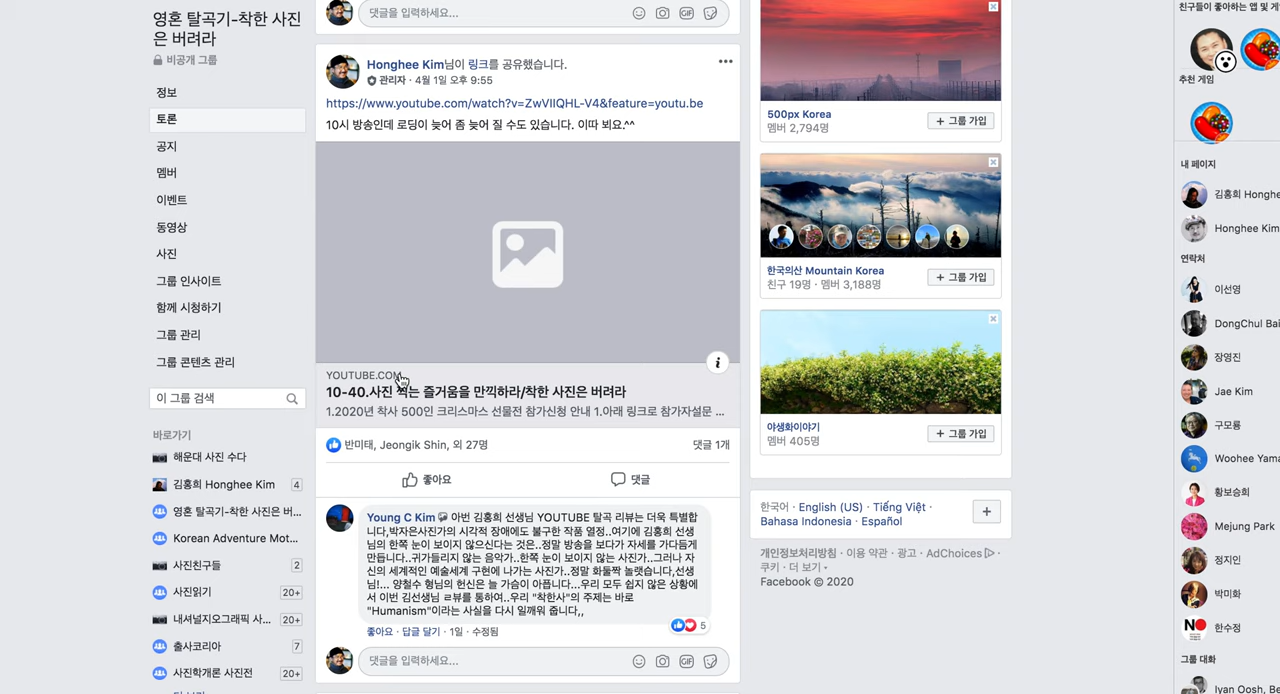 영혼 탈곡기-착한 사진
은 버려라
비공개 그룹
정보
토론
공지
멤버
이벤트
동영상
사진
그룹 인사이트
함께 시청하기
그룹 관리
그룹 콘텐츠 관리
이 그룹 검색
바로가기
해운대 사진 수다
김홍희 Honghee Kim 4
영혼 탈곡기-착한 사진은 버...
Korean Adventure Mot...
사진친구들 2
사진읽기 20+
내셔널지오그래픽 사... 20+
출사코리아 7
사진학개론 사진전 20+
댓글을 입력하세요...
GIF
Honghee Kim님이 링크를 공유했습니다.
관리자 · 4월 1일 오후 9:55
https://www.youtube.com/watch?v=ZwVIIQHL-V4&feature=youtu.be
10시 방송인데 로딩이 늦어 좀 늦어 질 수도 있습니다. 이따 뵈요.^^
YOUTUBE.COM
10-40.사진 찍는 즐거움을 만끽하라/착한 사진은 버려라
1.2020년 착사 500인 크리스마스 선물전 참가신청 안내 1.아래 링크로 참가자설문 ...
반미태, Jeongik Shin, 외 27명
댓글 1개
좋아요
댓글
Young C Kim 아번 김홍화 선생님 YOUTUBE 탈곡 리뷰는 더욱 특별합
니다,박자은사진가의 시각적 장애에도 불구한 작품 열정..여기에 김홍희 선생
님의 한쪽 눈이 보이지 않으신다는 것은..정말 방송을 보다가 자세를 가다듬게
만듭니다..귀가들리지 않는 음악가..한쪽 눈이 보이지 않는 사진가..그러나 자
신의 세계적인 예술세계 구현에 나가는 사진가..정말 화둘짝 놀랬습니다,선생
님!... 양철수 형님의 헌신은 늘 가슴이 아픕니다...우리 모두 쉽지 않은 상황에
서 이번 김선생님 ㄹ뷰를 통하여..우리 "착한사"의 주제는 바로
"Humanism"이라는 사실을 다시 일깨워 줍니다,,
5
좋아요 · 답글 달기 · 1일 · 수정됨
댓글을 입력하세요...
GIF
500px Korea
멤버 2,794명
+ 그룹 가입
한국의산 Mountain Korea
친구 19명 · 멤버 3,188명
+ 그룹 가입
야생화이야기
멤버 405명
+ 그룹 가입
한국어 · English (US) · Tiếng Việt ·
Bahasa Indonesia · Español
개인정보처리방침 · 이용 약관 · 광고 · AdChoices ·
쿠키 · 더 보기
Facebook © 2020
친구들이 좋아하는 앱 및 게
추천 게임
내 페이지
김홍희 Honghe
Honghee Kim
연락처
이선영
DongChul Bai
장영진
Jae Kim
구모룡
Woohee Yama
황보승희
Mejung Park
정지인
박미화
NO
한수정
그룹 대화
Iyan Oosh, Be